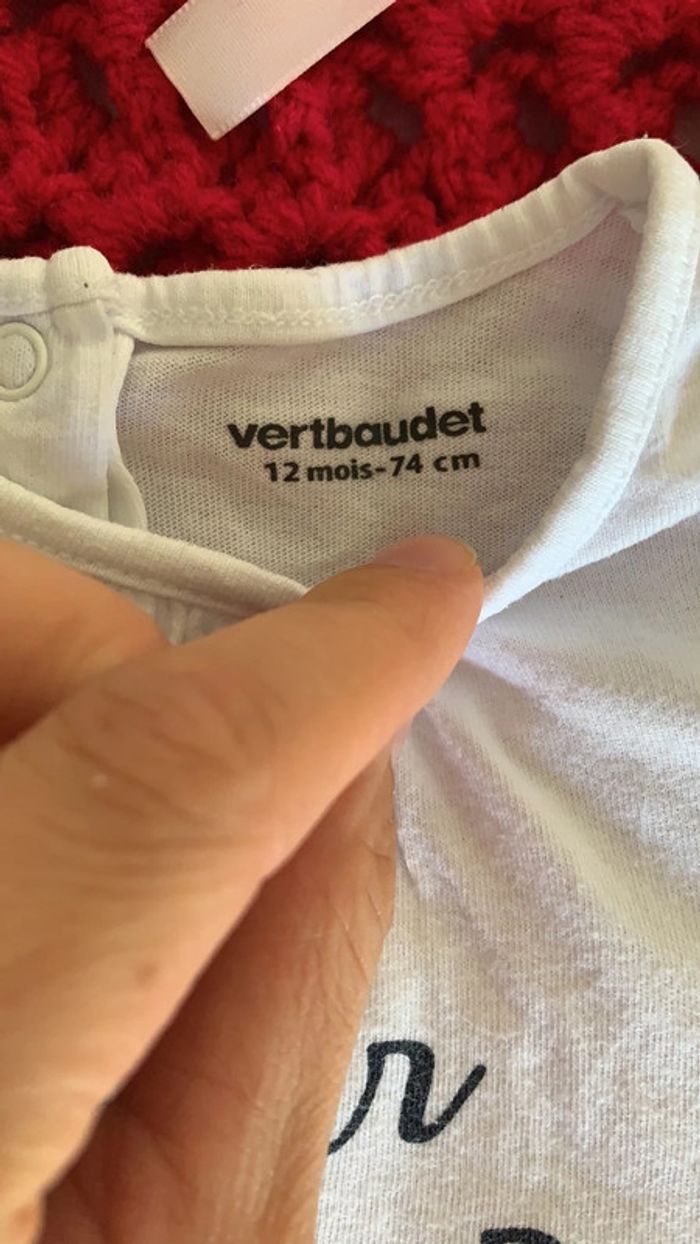 vertbaudet
12 mois-74 cm
r